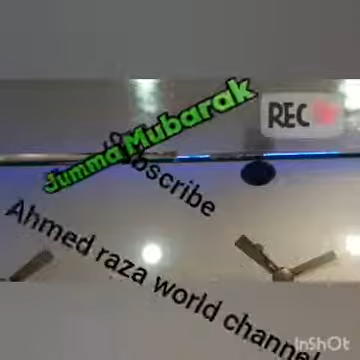 Jumma Mubarak
REC
Subscribe
Ahmed raza world channel
InShOt